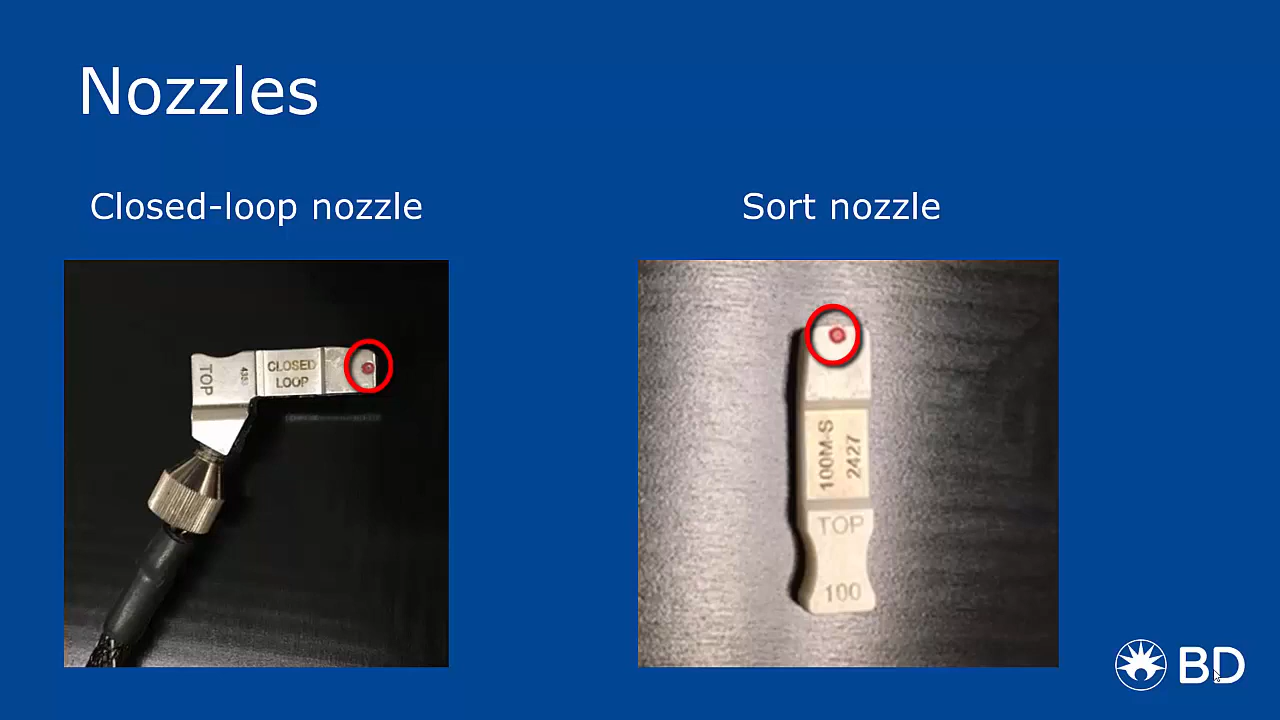 Nozzles
Closed-loop nozzle
Sort nozzle
TOP
CLOSED
LOOP
100M-S
2427
TOP
100
BD